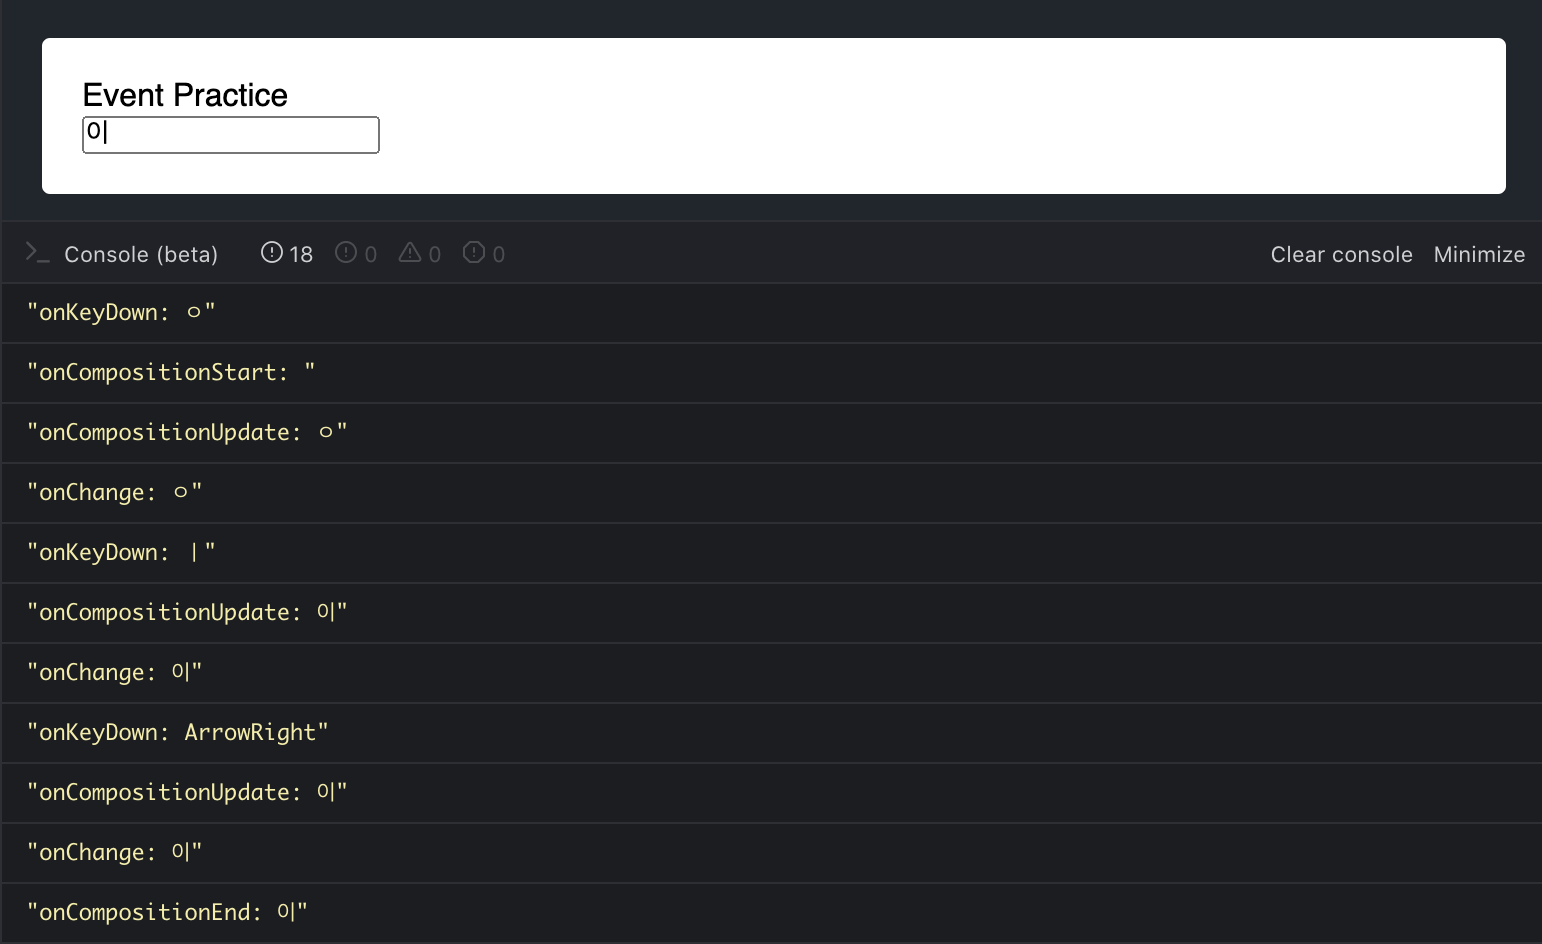 Event Practice
이
Console (beta) 18 0 0 0 Clear console Minimize
"onKeyDown: ㅇ"
"onCompositionStart: "
"onCompositionUpdate: ㅇ"
"onChange: ㅇ"
"onKeyDown: ㅣ"
"onCompositionUpdate: 이"
"onChange: 이"
"onKeyDown: ArrowRight"
"onCompositionUpdate: 이"
"onChange: 이"
"onCompositionEnd: 이"